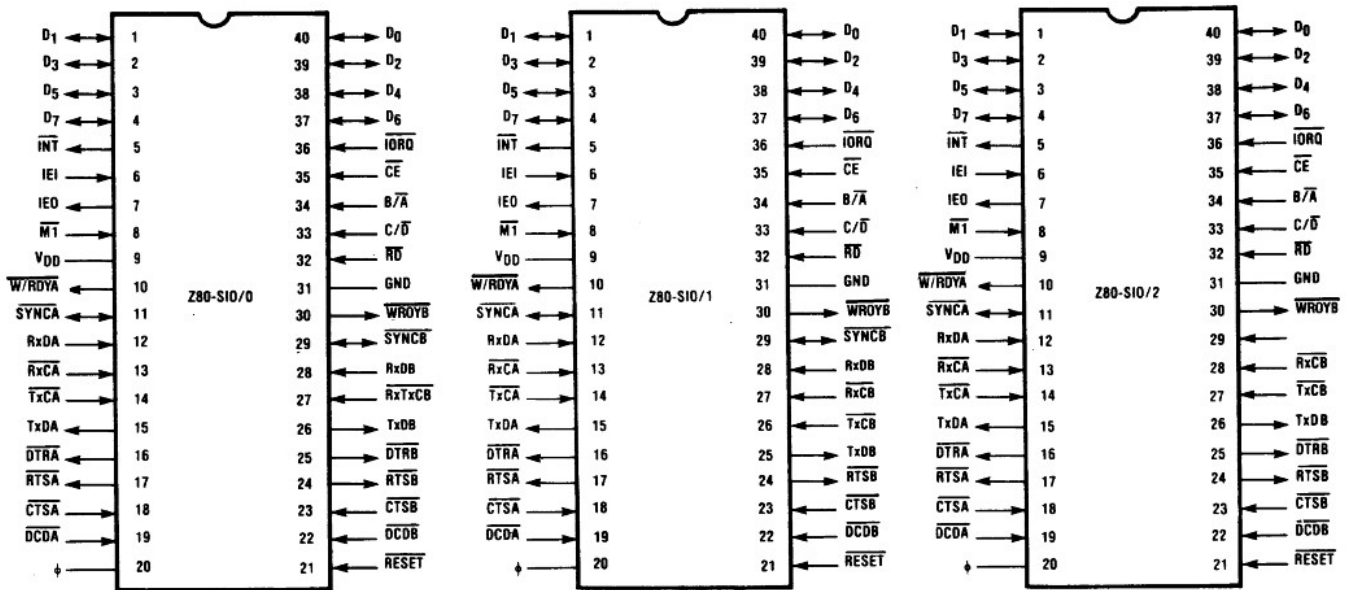 D1 1 40 D0
D3 2 39 D2
D5 3 38 D4
D7 4 37 D6
INT 5 36 IORQ
IEI 6 35 CE
IEO 7 34 B/A
M1 8 33 C/D
VDD 9 32 RD
W/RDYA 10 31 GND
Z80-SIO/0
SYNCA 11 30 WROYB
RxDA 12 29 SYNCB
RxCA 13 28 RxDB
TxCA 14 27 RxTxCB
TxDA 15 26 TxDB
DTRA 16 25 DTRB
RTSA 17 24 RTSB
CTSA 18 23 CTSB
DCDA 19 22 DCDB
ϕ 20 21 RESET
D1 1 40 D0
D3 2 39 D2
D5 3 38 D4
D7 4 37 D6
INT 5 36 IORQ
IEI 6 35 CE
IEO 7 34 B/A
M1 8 33 C/D
VDD 9 32 RD
W/RDYA 10 31 GND
Z80-SIO/1
SYNCA 11 30 WROYB
RxDA 12 29 SYNCB
RxCA 13 28 RxDB
TxCA 14 27 RxCB
TxDA 15 26 TxCB
DTRA 16 25 TxDB
RTSA 17 24 RTSB
CTSA 18 23 CTSB
DCDA 19 22 DCDB
ϕ 20 21 RESET
D1 1 40 D0
D3 2 39 D2
D5 3 38 D4
D7 4 37 D6
INT 5 36 IORQ
IEI 6 35 CE
IEO 7 34 B/A
M1 8 33 C/D
VDD 9 32 RD
W/RDYA 10 31 GND
Z80-SIO/2
SYNCA 11 30 WROYB
RxDA 12 29
RxCA 13 28 RxCB
TxCA 14 27 TxCB
TxDA 15 26 TxDB
DTRA 16 25 DTRB
RTSA 17 24 RTSB
CTSA 18 23 CTSB
DCDA 19 22 DCDB
ϕ 20 21 RESET